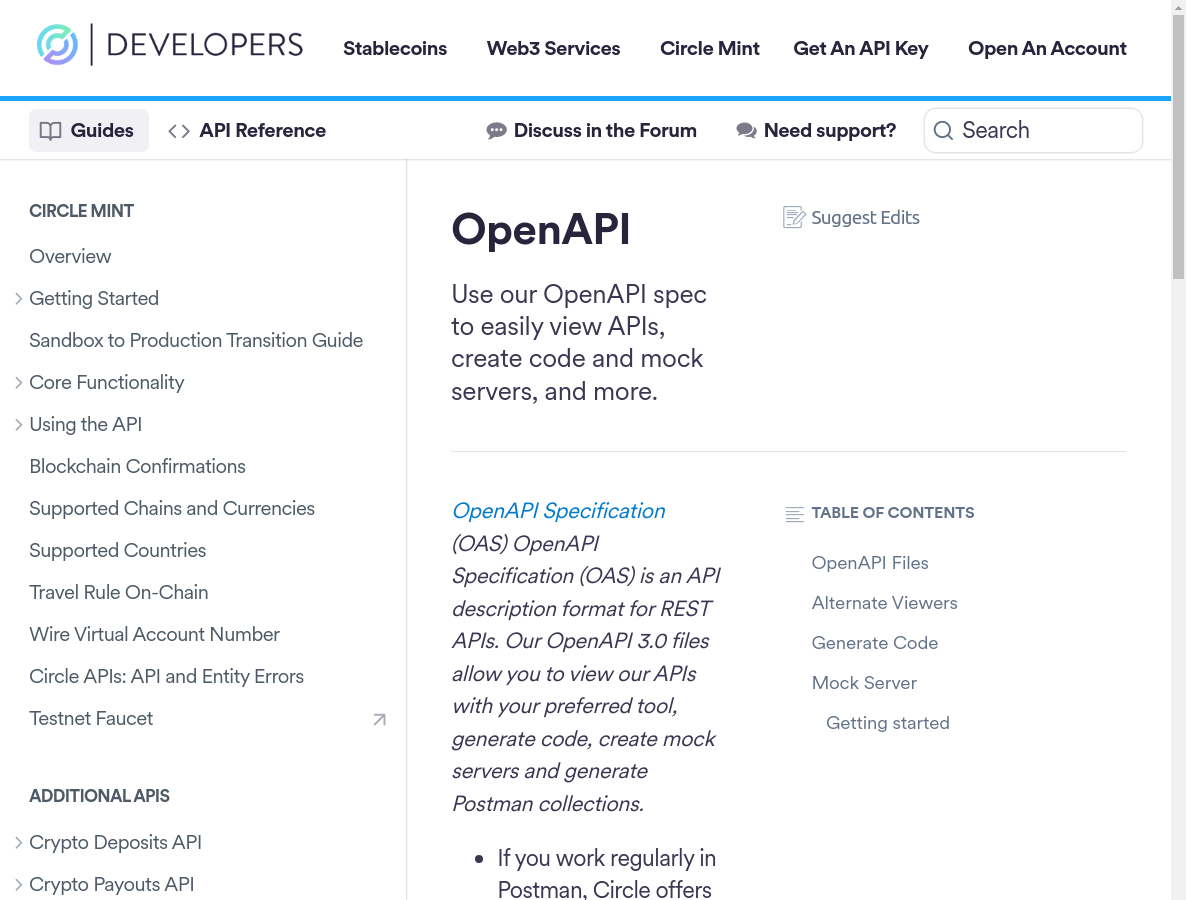 DEVELOPERS
Stablecoins
Web3 Services
Circle Mint
Get An API Key
Open An Account
Guides
API Reference
Discuss in the Forum
Need support?
Search
CIRCLE MINT
Overview
Getting Started
Sandbox to Production Transition Guide
Core Functionality
Using the API
Blockchain Confirmations
Supported Chains and Currencies
Supported Countries
Travel Rule On-Chain
Wire Virtual Account Number
Circle APIs: API and Entity Errors
Testnet Faucet
ADDITIONAL APIS
Crypto Deposits API
Crypto Payouts API
OpenAPI
Suggest Edits
Use our OpenAPI spec
to easily view APIs,
create code and mock
servers, and more.
OpenAPI Specification
(OAS) OpenAPI
Specification (OAS) is an API
description format for REST
APIs. Our OpenAPI 3.0 files
allow you to view our APIs
with your preferred tool,
generate code, create mock
servers and generate
Postman collections.
If you work regularly in
Postman, Circle offers
TABLE OF CONTENTS
OpenAPI Files
Alternate Viewers
Generate Code
Mock Server
Getting started